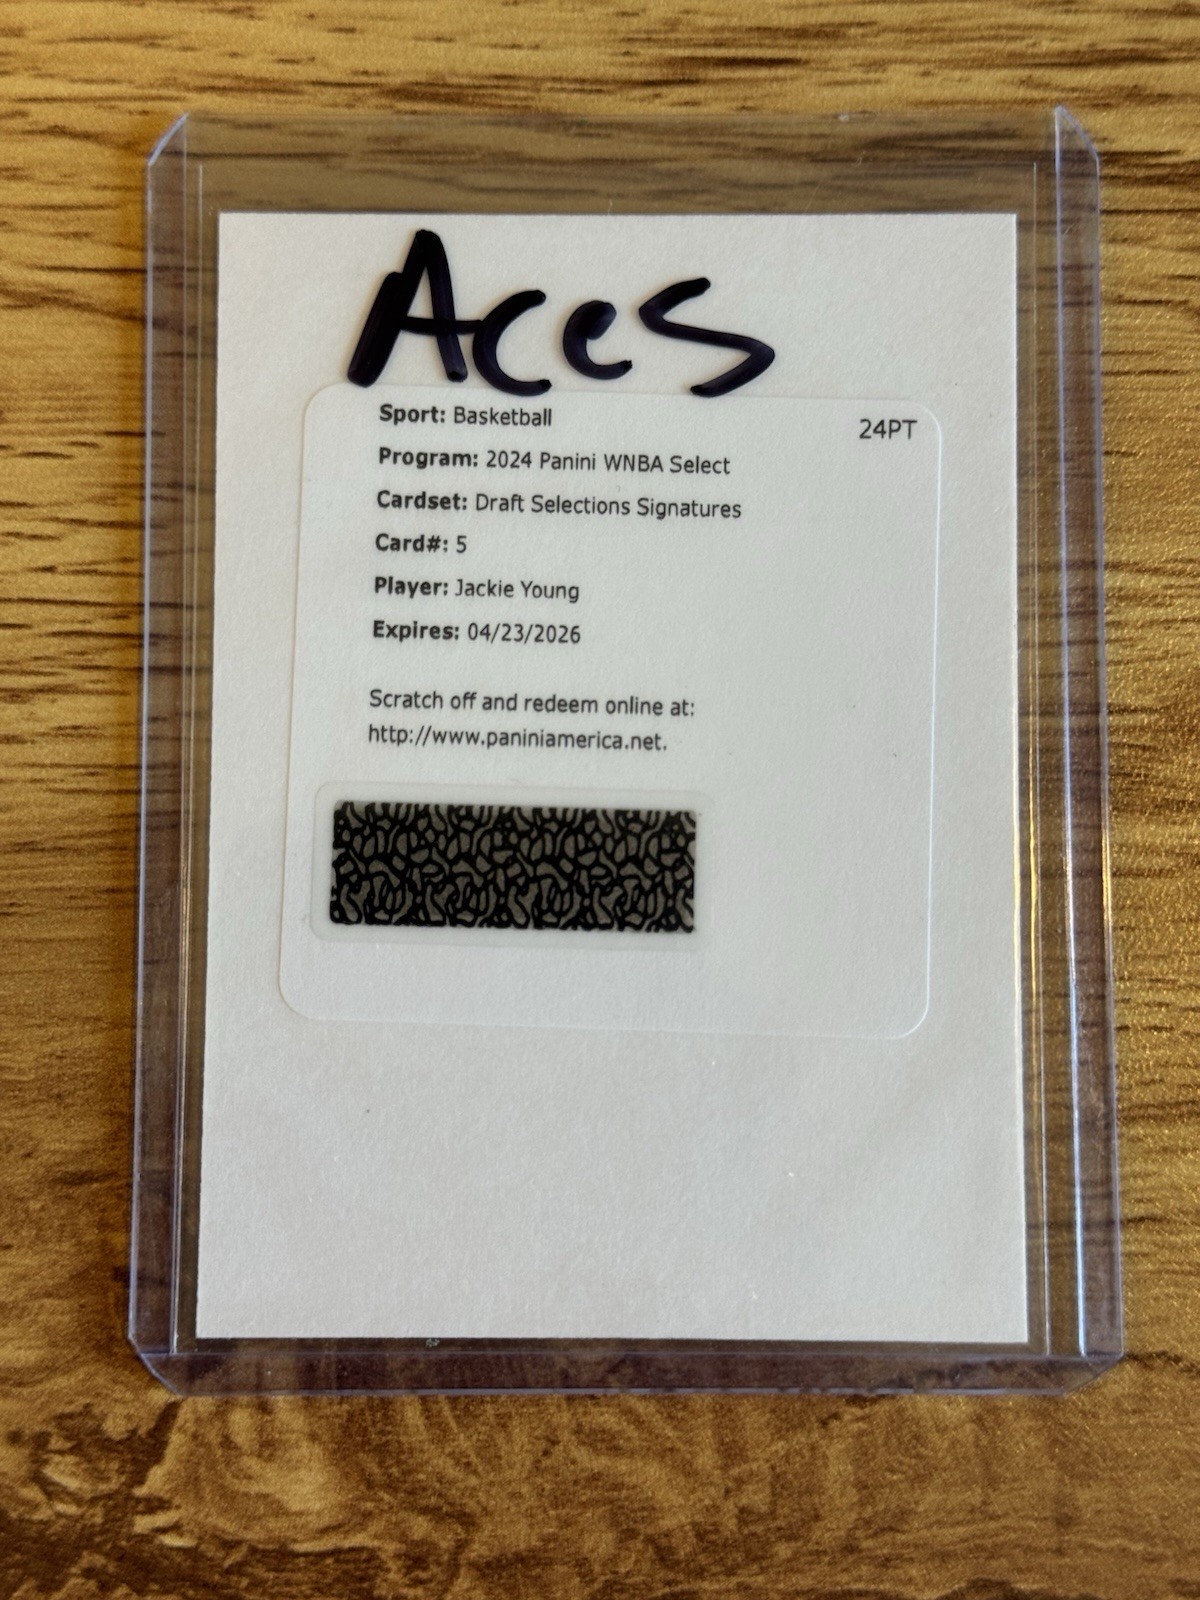 Aces
Sport: Basketball
24PT
Program: 2024 Panini WNBA Select
Cardset: Draft Selections Signatures
Card#: 5
Player: Jackie Young
Expires: 04/23/2026
Scratch off and redeem online at:
http://www.paniniamerica.net.